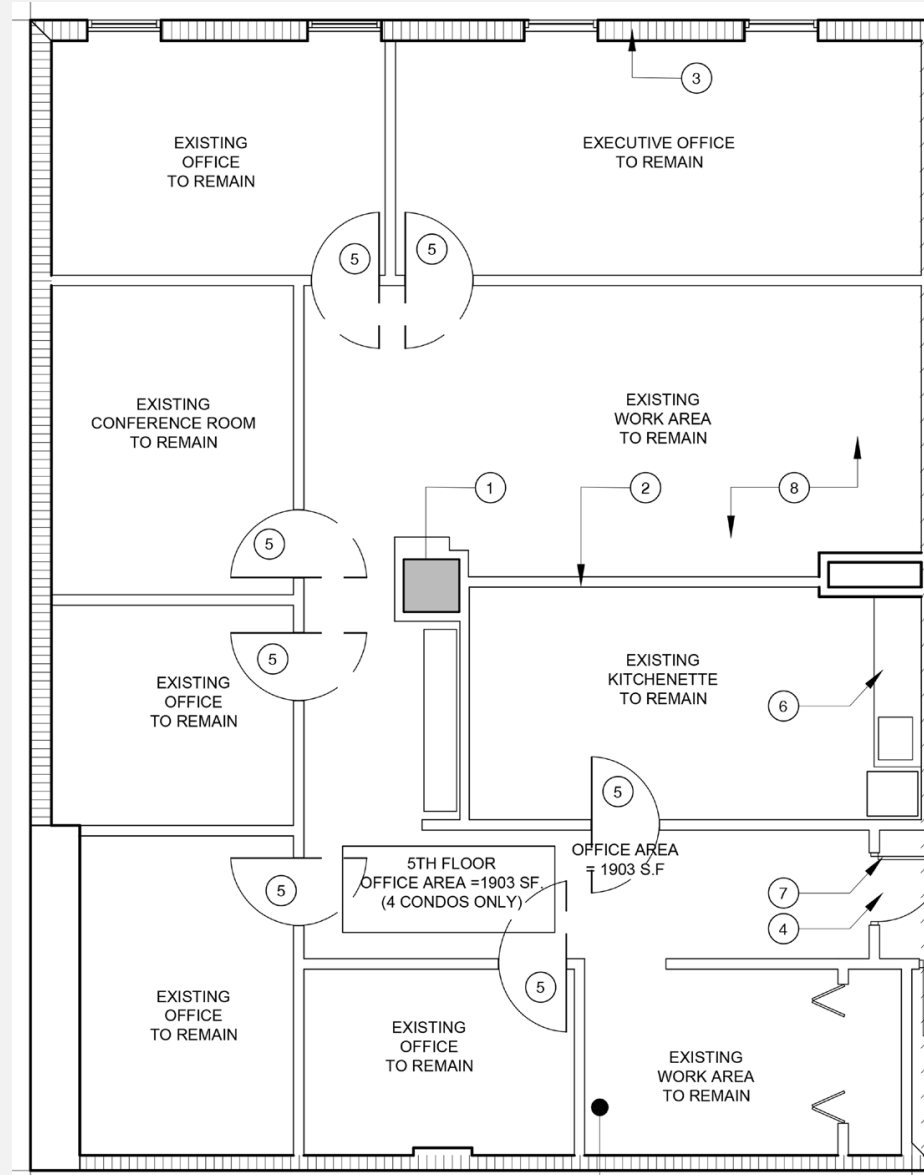 3
EXISTING
OFFICE
TO REMAIN
EXECUTIVE OFFICE
TO REMAIN
5
5
EXISTING
CONFERENCE ROOM
TO REMAIN
EXISTING
WORK AREA
TO REMAIN
1
2
8
5
5
EXISTING
OFFICE
TO REMAIN
EXISTING
KITCHENETTE
TO REMAIN
6
5
OFFICE AREA
= 1903 S.F
5TH FLOOR
OFFICE AREA =1903 SF.
(4 CONDOS ONLY)
5
7
4
5
EXISTING
OFFICE
TO REMAIN
EXISTING
OFFICE
TO REMAIN
EXISTING
WORK AREA
TO REMAIN